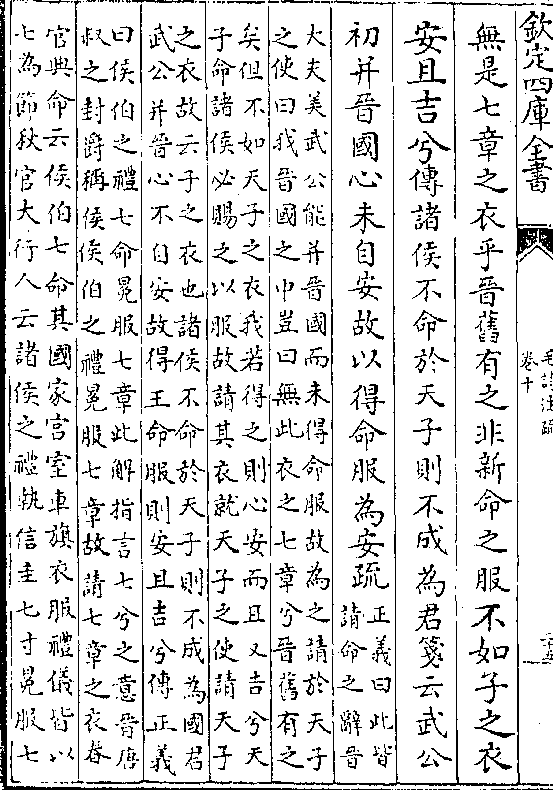 欽定四庫全書
毛詩注疏
卷十
無是七章之衣乎晉舊有之非新命之服不如子之衣
安且吉兮傳諸侯不命於天子則不成為君箋云武公
初并晉國心未自安故以得命服為安疏正義曰此皆
請命之辭晉
大夫美武公能并晉國而未得命服故為之請於天子
之使曰我晉國之中豈曰無此衣之七章兮晉舊有之
矣但不如天子之衣我若得之則心安而且又吉兮天
子命諸侯必賜之以服故請其衣就天子之使請天子
之衣故云子之衣也諸侯不命於天子則不成為國君
武公并晉心不自安故得王命服則安且吉兮傳正義
曰侯伯之禮七命冕服七章此解指言七兮之意晉唐
叔之封爵稱侯侯伯之禮冕服七章故請七章之衣春
官典命云侯伯七命其國家宮室車旗衣服禮儀皆以
七為節秋官大行人云諸侯之禮執信圭七寸冕服七